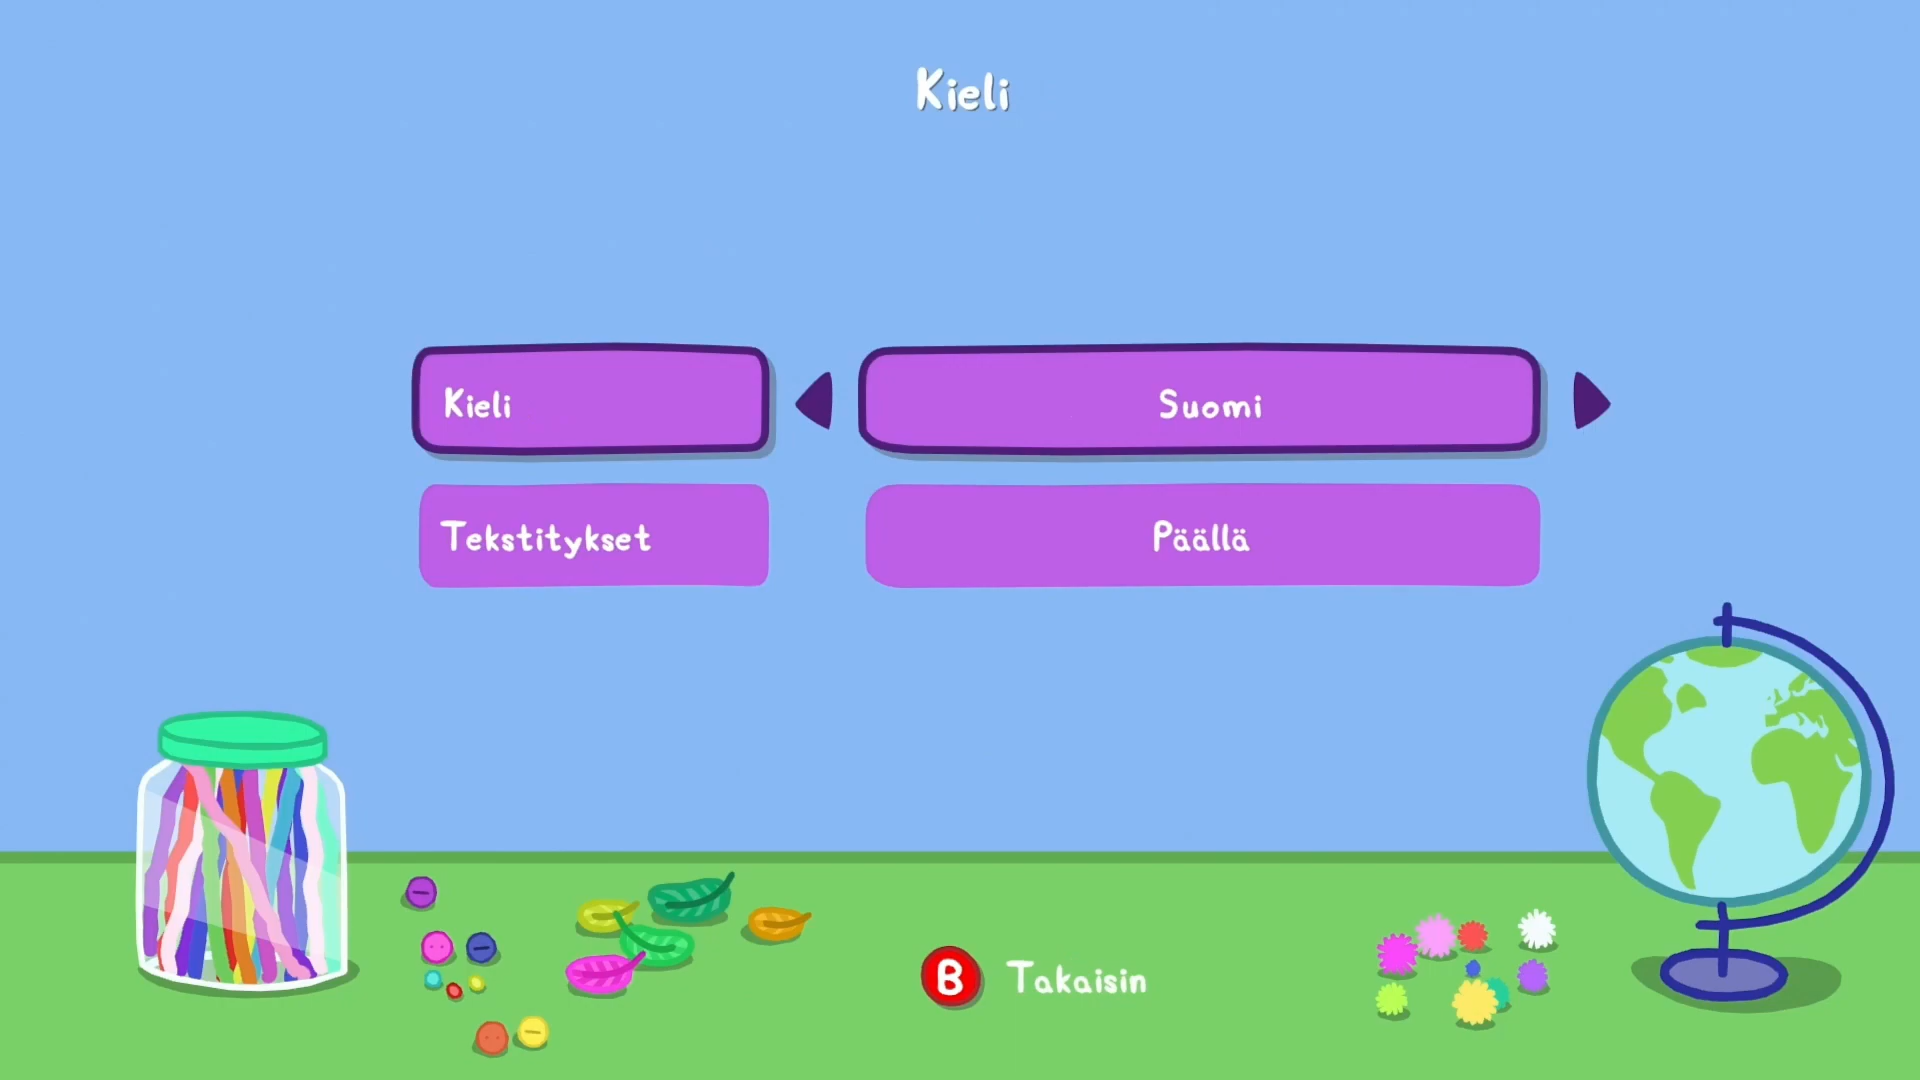 Kieli
Kieli
Suomi
Tekstitykset
Päällä
B Takaisin